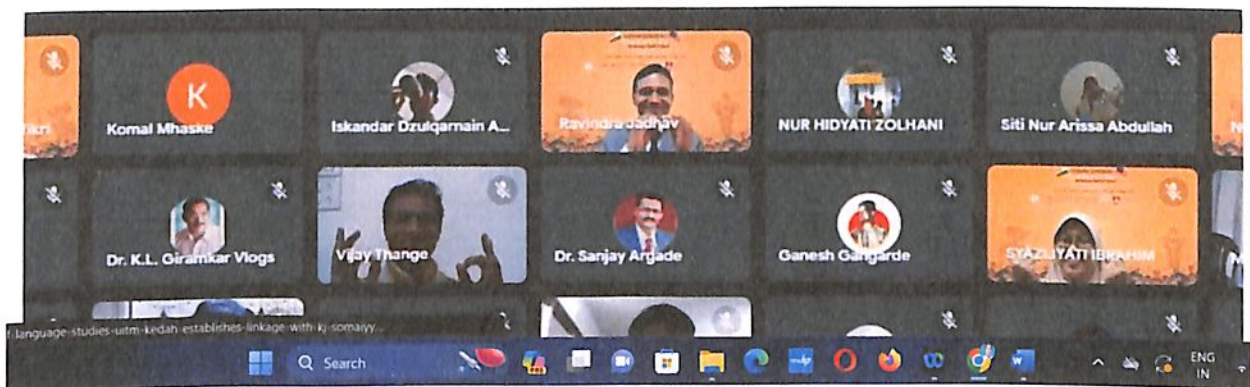 K
Komal Mhaske
Iskandar Dzulqarnain A...
Ravindra Jadhav
NUR HIDYATI ZOLHANI
Siti Nur Arissa Abdullah
Dr. K.L. Giramkar Vlogs
Vijay Thange
Dr. Sanjay Argade
Ganesh Gangarde
SYAZLIYATI IBRAHIM
language-studies-uitm-kedah-establishes-linkage-with-kj-somaiyy...
Search
ENG
IN